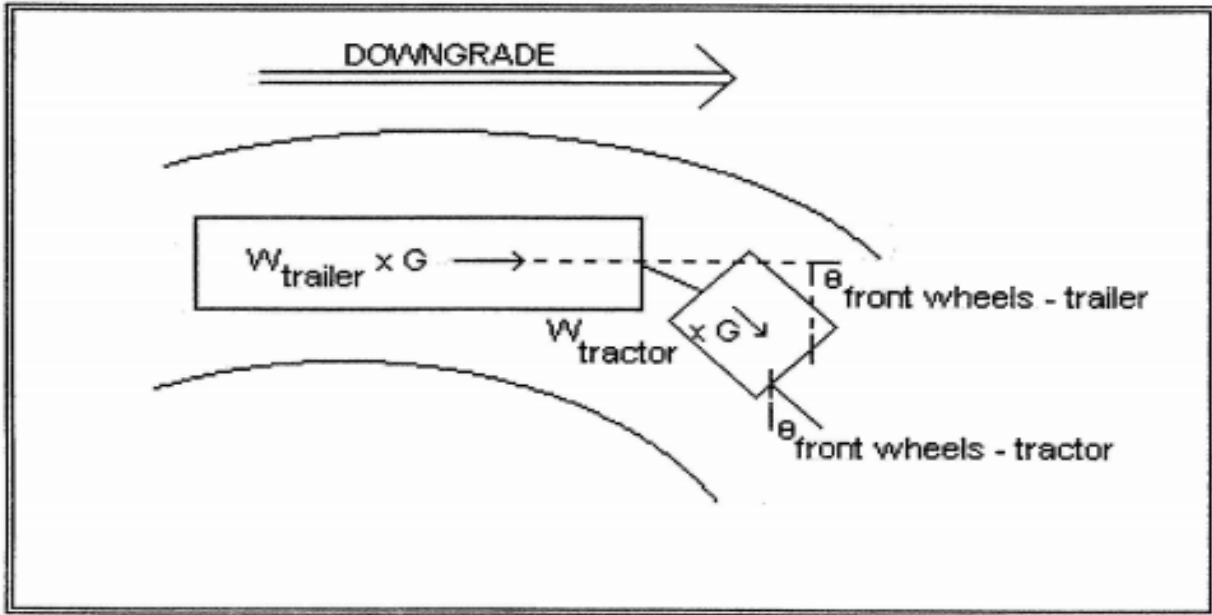 DOWNGRADE
W trailer x G
θ front wheels - trailer
W tractor x G
θ front wheels - tractor